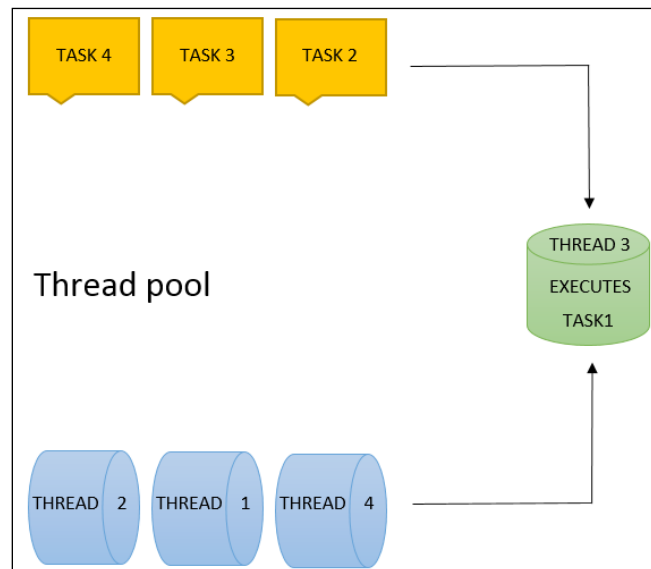 TASK 4
TASK 3
TASK 2
THREAD 3
EXECUTES
TASK1
Thread pool
THREAD 2
THREAD 1
THREAD 4